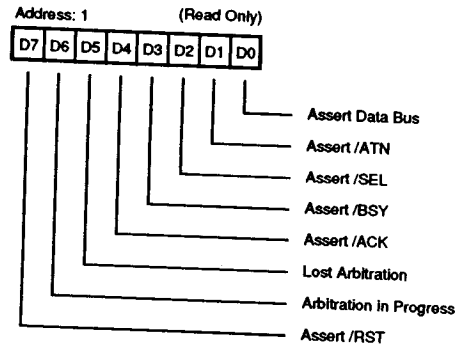 Address: 1 (Read Only)
D7 D6 D5 D4 D3 D2 D1 D0
Assert Data Bus
Assert /ATN
Assert /SEL
Assert /BSY
Assert /ACK
Lost Arbitration
Arbitration in Progress
Assert /RST